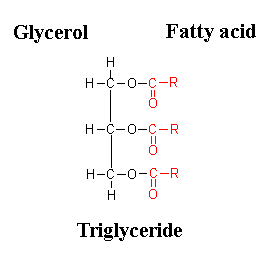 Glycerol Fatty acid
H
H C O C R
O
H C O C R
O
H C O C R
H O
Triglyceride